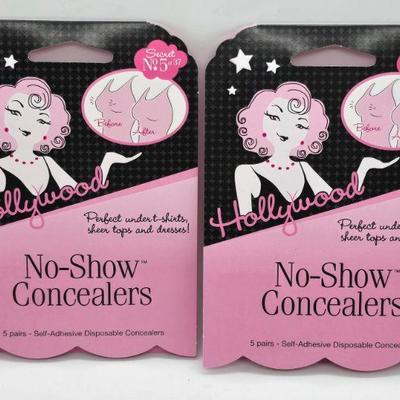 Secret
No 5 of 37
Before
After
Hollywood
Perfect under t-shirts,
sheer tops and dresses!
No-Show™
Concealers
5 pairs - Self-Adhesive Disposable Concealers
Before
After
Hollywood
Perfect under t-shirts,
sheer tops an
No-Show™
Concealers
5 pairs - Self-Adhesive Disposable Concea